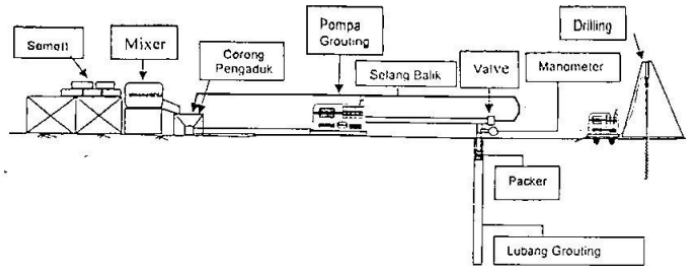 Semen
Mixer
Corong
Pengaduk
Pompa
Grouting
Selang Balik
Valve
Manometer
Drilling
Packer
Lubang Grouting